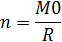 n = M0/R